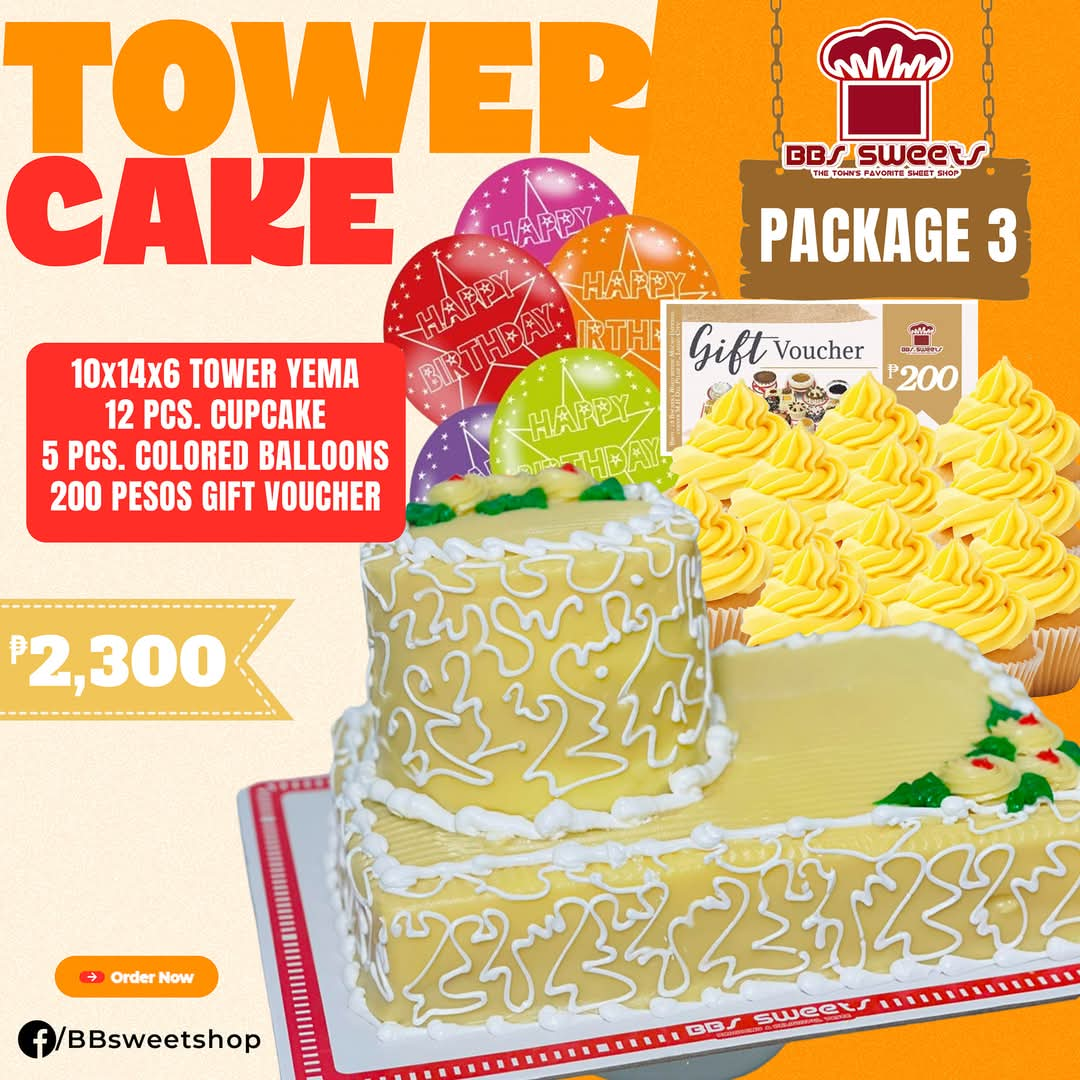 TOWER
CAKE
BBS SWEETS
THE TOWN'S FAVORITE SWEET SHOP
PACKAGE 3
10x14x6 TOWER YEMA
12 PCS. CUPCAKE
5 PCS. COLORED BALLOONS
200 PESOS GIFT VOUCHER
HAPPY
HAPPY
BIRTHDAY
HAPPY
HAPPY
BIRTHDAY
Gift Voucher
BBS SWEETS
₱200
₱2,300
Order Now
/BBsweetshop
BBS SWEETS